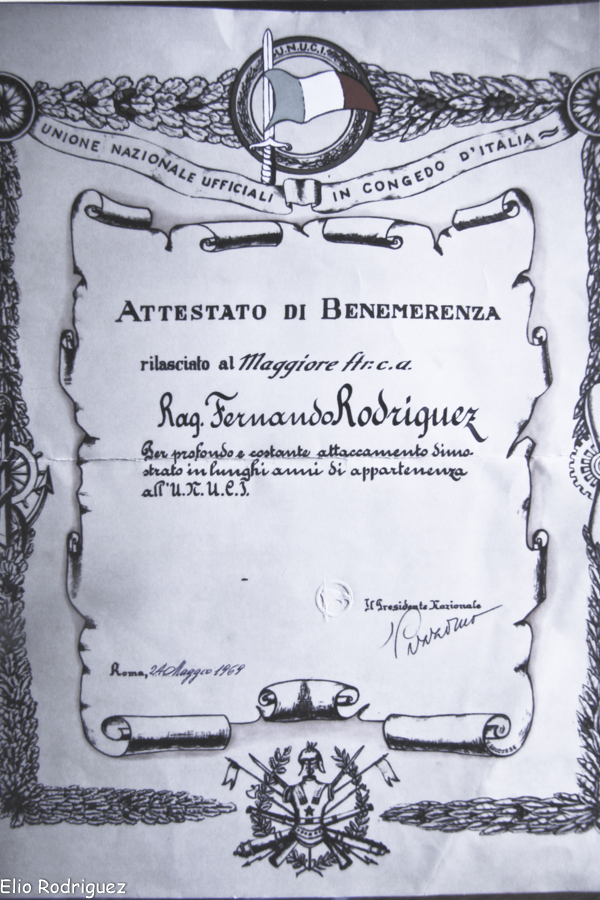 U.N.U.C.I.
UNIONE NAZIONALE UFFICIALI IN CONGEDO D'ITALIA
ATTESTATO DI BENEMERENZA
rilasciato al Maggiore ftr.c.a.
Rag. Fernando Rodriguez
Per profondo e costante attaccamento dimo-
strato in lunghi anni di appartenenza
all'U.N.U.C.I.
Il Presidente Nazionale
Roma, 24 Maggio 1969
Elio Rodriguez